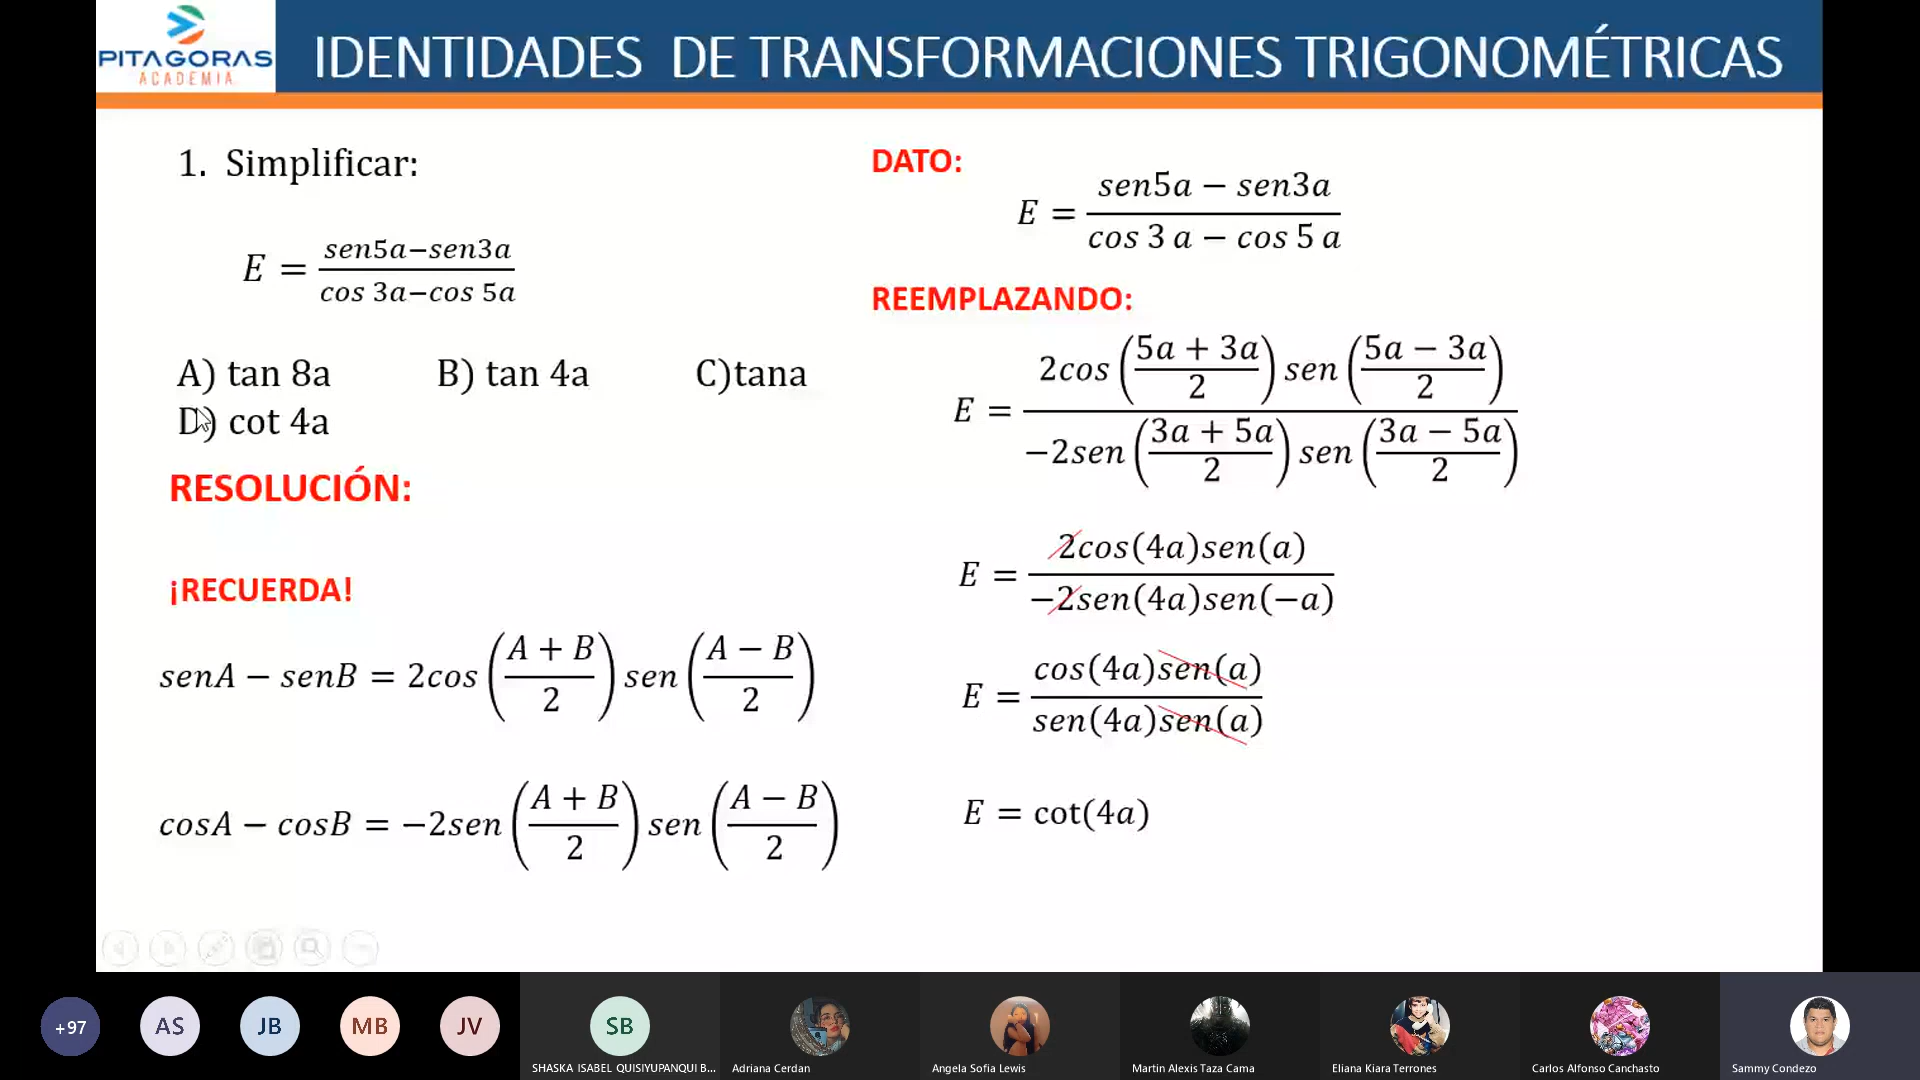 PITAGORAS
ACADEMIA
IDENTIDADES DE TRANSFORMACIONES TRIGONOMÉTRICAS
1. Simplificar:
E = (sen5a−sen3a)/(cos 3a−cos 5a)
A) tan 8a B) tan 4a C)tana
D) cot 4a
RESOLUCIÓN:
¡RECUERDA!
senA − senB = 2cos((A + B)/2) sen((A − B)/2)
cosA − cosB = −2sen((A + B)/2) sen((A − B)/2)
DATO:
E = (sen5a − sen3a)/(cos 3 a − cos 5 a)
REEMPLAZANDO:
E = (2cos((5a + 3a)/2) sen((5a − 3a)/2))/(−2sen((3a + 5a)/2) sen((3a − 5a)/2))
E = (2cos(4a)sen(a))/(−2sen(4a)sen(−a))
E = (cos(4a)sen(a))/(sen(4a)sen(a))
E = cot(4a)
+97
AS
JB
MB
JV
SB
SHASKA ISABEL QUISIYUPANQUI B...
Adriana Cerdan
Angela Sofia Lewis
Martin Alexis Taza Cama
Eliana Kiara Terrones
Carlos Alfonso Canchasto
Sammy Condezo